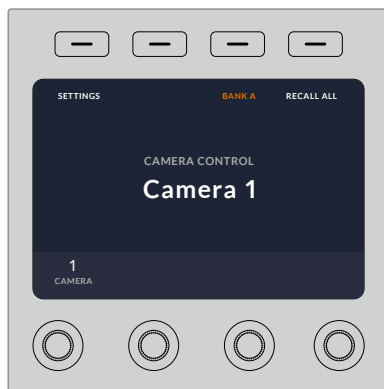 SETTINGS BANK A RECALL ALL
CAMERA CONTROL
Camera 1
1
CAMERA